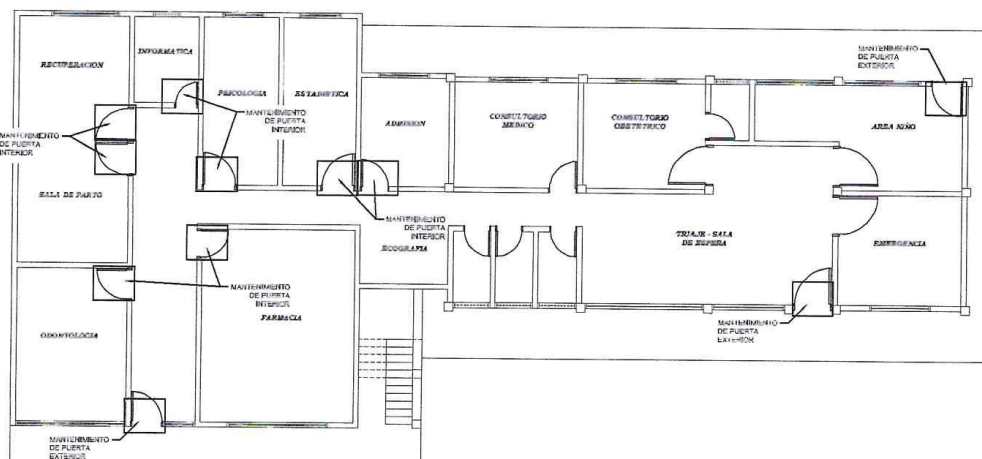 RECUPERACION
INFORMATICA
PSICOLOGIA
ESTADISTICA
MANTENIMIENTO
DE PUERTA
INTERIOR
MANTENIMIENTO
DE PUERTA
INTERIOR
SALA DE PARTO
ADMISION
CONSULTORIO
MEDICO
CONSULTORIO
OBSTETRICO
MANTENIMIENTO
DE PUERTA
EXTERIOR
AREA NIÑO
MANTENIMIENTO
DE PUERTA
INTERIOR
ECOGRAFIA
TRIAJE - SALA
DE ESPERA
EMERGENCIA
MANTENIMIENTO
DE PUERTA
INTERIOR
FARMACIA
ODONTOLOGIA
MANTENIMIENTO
DE PUERTA
EXTERIOR
MANTENIMIENTO
DE PUERTA
EXTERIOR